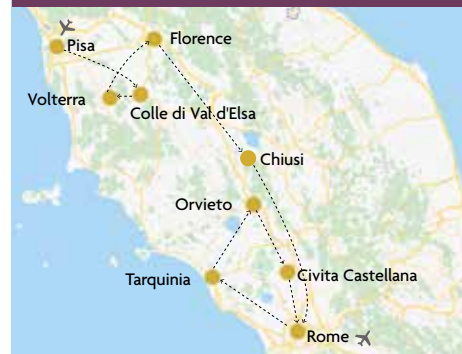 Pisa
Florence
Volterra
Colle di Val d'Elsa
Chiusi
Orvieto
Tarquinia
Civita Castellana
Rome